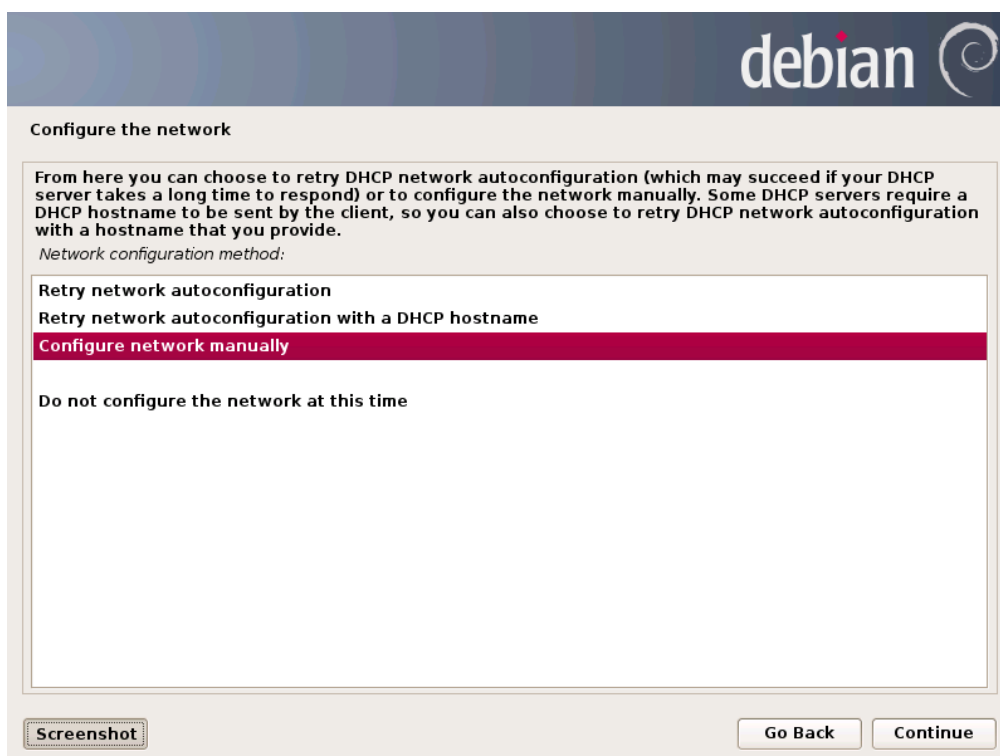 debian
Configure the network
From here you can choose to retry DHCP network autoconfiguration (which may succeed if your DHCP
server takes a long time to respond) or to configure the network manually. Some DHCP servers require a
DHCP hostname to be sent by the client, so you can also choose to retry DHCP network autoconfiguration
with a hostname that you provide.
Network configuration method:
Retry network autoconfiguration
Retry network autoconfiguration with a DHCP hostname
Configure network manually
Do not configure the network at this time
Screenshot
Go Back
Continue